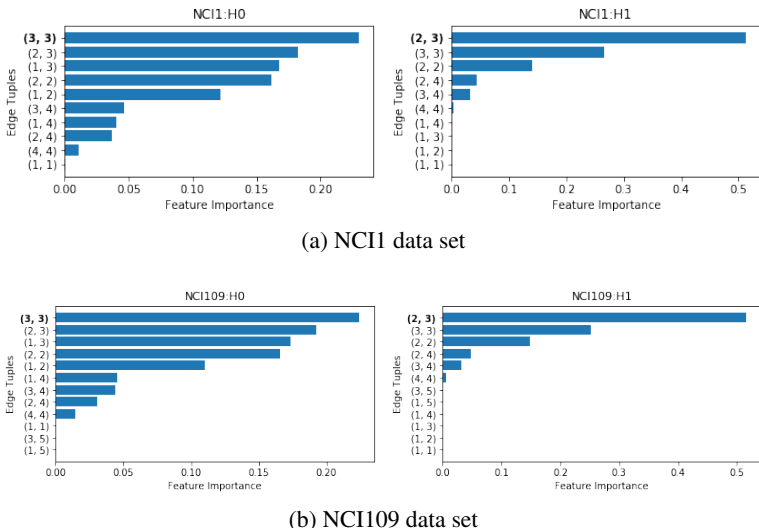 NCI1:H0
Edge Tuples
(3, 3)
(2, 3)
(1, 3)
(2, 2)
(1, 2)
(3, 4)
(1, 4)
(2, 4)
(4, 4)
(1, 1)
0.00 0.05 0.10 0.15 0.20
Feature Importance
NCI1:H1
Edge Tuples
(2, 3)
(3, 3)
(2, 2)
(2, 4)
(3, 4)
(4, 4)
(1, 4)
(1, 3)
(1, 2)
(1, 1)
0.0 0.1 0.2 0.3 0.4 0.5
Feature Importance
(a) NCI1 data set
NCI109:H0
Edge Tuples
(3, 3)
(2, 3)
(1, 3)
(2, 2)
(1, 2)
(1, 4)
(3, 4)
(2, 4)
(4, 4)
(1, 1)
(3, 5)
(1, 5)
0.00 0.05 0.10 0.15 0.20
Feature Importance
NCI109:H1
Edge Tuples
(2, 3)
(3, 3)
(2, 2)
(2, 4)
(3, 4)
(4, 4)
(3, 5)
(1, 5)
(1, 4)
(1, 3)
(1, 2)
(1, 1)
0.0 0.1 0.2 0.3 0.4 0.5
Feature Importance
(b) NCI109 data set